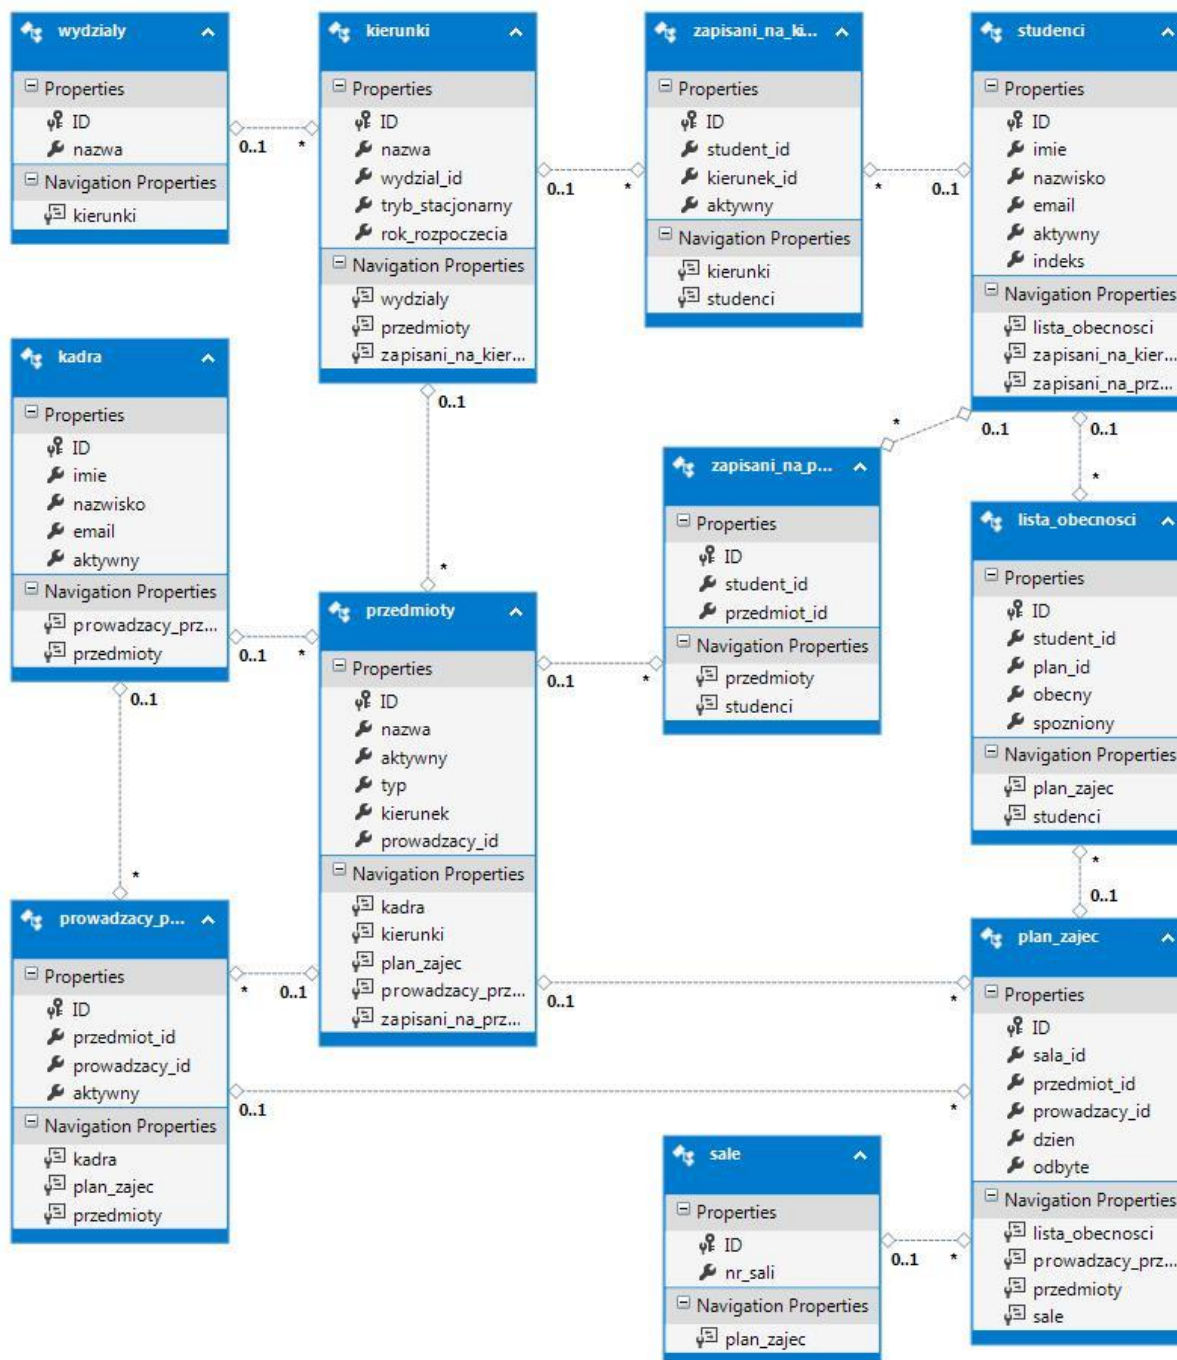 wydzialy
Properties
ID
nazwa
Navigation Properties
kierunki
0..1
*
kierunki
Properties
ID
nazwa
wydzial_id
tryb_stacjonarny
rok_rozpoczecia
Navigation Properties
wydzialy
przedmioty
zapisani_na_kier...
0..1
*
zapisani_na_ki...
Properties
ID
student_id
kierunek_id
aktywny
Navigation Properties
kierunki
studenci
*
0..1
studenci
Properties
ID
imie
nazwisko
email
aktywny
indeks
Navigation Properties
lista_obecnosci
zapisani_na_kier...
zapisani_na_prz...
kadra
Properties
ID
imie
nazwisko
email
aktywny
Navigation Properties
prowadzacy_prz...
przedmioty
0..1
*
0..1
*
0..1
*
przedmioty
Properties
ID
nazwa
aktywny
typ
kierunek
prowadzacy_id
Navigation Properties
kadra
kierunki
plan_zajec
prowadzacy_prz...
zapisani_na_prz...
*
0..1
zapisani_na_p...
Properties
ID
student_id
przedmiot_id
Navigation Properties
przedmioty
studenci
0..1
*
0..1
*
lista_obecnosci
Properties
ID
student_id
plan_id
obecny
spozniony
Navigation Properties
plan_zajec
studenci
*
0..1
prowadzacy_p...
Properties
ID
przedmiot_id
prowadzacy_id
aktywny
Navigation Properties
kadra
plan_zajec
przedmioty
*
0..1
0..1
*
0..1
*
plan_zajec
Properties
ID
sala_id
przedmiot_id
prowadzacy_id
dzien
odbyte
Navigation Properties
lista_obecnosci
prowadzacy_prz...
przedmioty
sale
sale
Properties
ID
nr_sali
Navigation Properties
plan_zajec
0..1
*